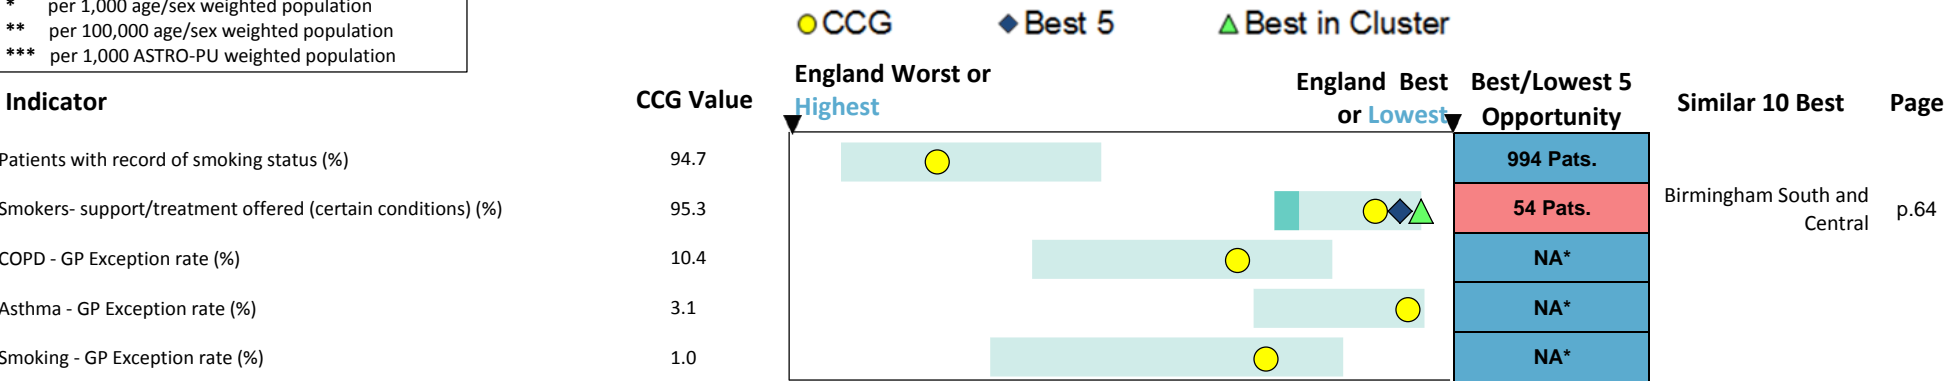 * per 1,000 age/sex weighted population
** per 100,000 age/sex weighted population
*** per 1,000 ASTRO-PU weighted population
CCG Best 5 Best in Cluster
Indicator CCG Value England Worst or Highest England Best or Lowest Best/Lowest 5 Opportunity Similar 10 Best Page
Patients with record of smoking status (%) 94.7 994 Pats.
Smokers- support/treatment offered (certain conditions) (%) 95.3 54 Pats. Birmingham South and Central p.64
COPD - GP Exception rate (%) 10.4 NA*
Asthma - GP Exception rate (%) 3.1 NA*
Smoking - GP Exception rate (%) 1.0 NA*